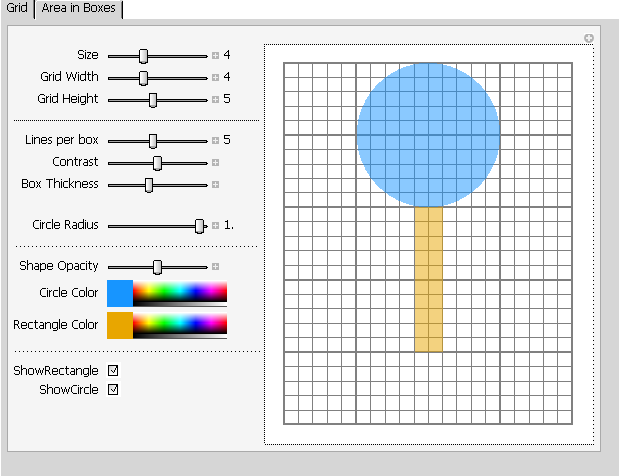 Grid Area in Boxes
Size 4
Grid Width 4
Grid Height 5
Lines per box 5
Contrast
Box Thickness
Circle Radius 1.
Shape Opacity
Circle Color
Rectangle Color
ShowRectangle
ShowCircle